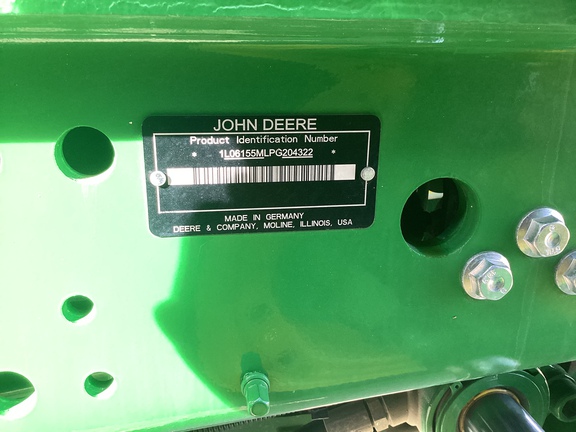 JOHN DEERE
Product Identification Number
* 1L06155MLPG204322 *
MADE IN GERMANY
DEERE & COMPANY, MOLINE, ILLINOIS, USA